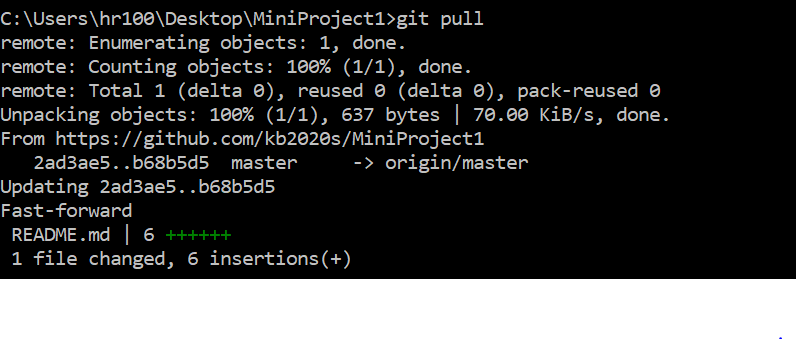 C:\Users\hr100\Desktop\MiniProject1>git pull
remote: Enumerating objects: 1, done.
remote: Counting objects: 100% (1/1), done.
remote: Total 1 (delta 0), reused 0 (delta 0), pack-reused 0
Unpacking objects: 100% (1/1), 637 bytes | 70.00 KiB/s, done.
From https://github.com/kb2020s/MiniProject1
   2ad3ae5..b68b5d5  master     -> origin/master
Updating 2ad3ae5..b68b5d5
Fast-forward
 README.md | 6 ++++++
 1 file changed, 6 insertions(+)